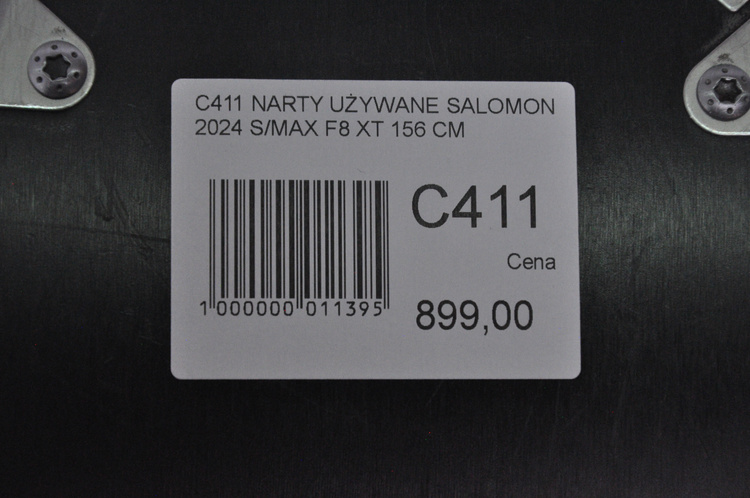 C411 NARTY UŻYWANE SALOMON
2024 S/MAX F8 XT 156 CM
C411
Cena
899,00
1 000000 011395